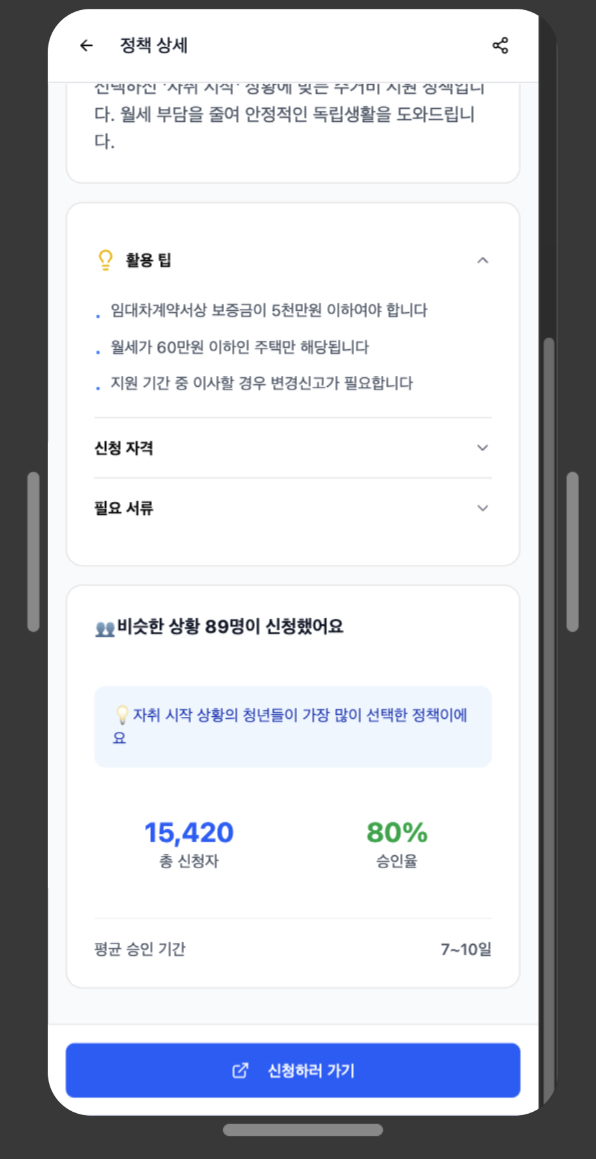 정책 상세
선택하신 '자취 시작' 상황에 맞는 주거비 지원 정책입니
다. 월세 부담을 줄여 안정적인 독립생활을 도와드립니
다.
활용 팁
• 임대차계약서상 보증금이 5천만원 이하여야 합니다
• 월세가 60만원 이하인 주택만 해당됩니다
• 지원 기간 중 이사할 경우 변경신고가 필요합니다
신청 자격
필요 서류
👥비슷한 상황 89명이 신청했어요
💡자취 시작 상황의 청년들이 가장 많이 선택한 정책이에
요
15,420 80%
총 신청자 승인율
평균 승인 기간 7~10일
신청하러 가기